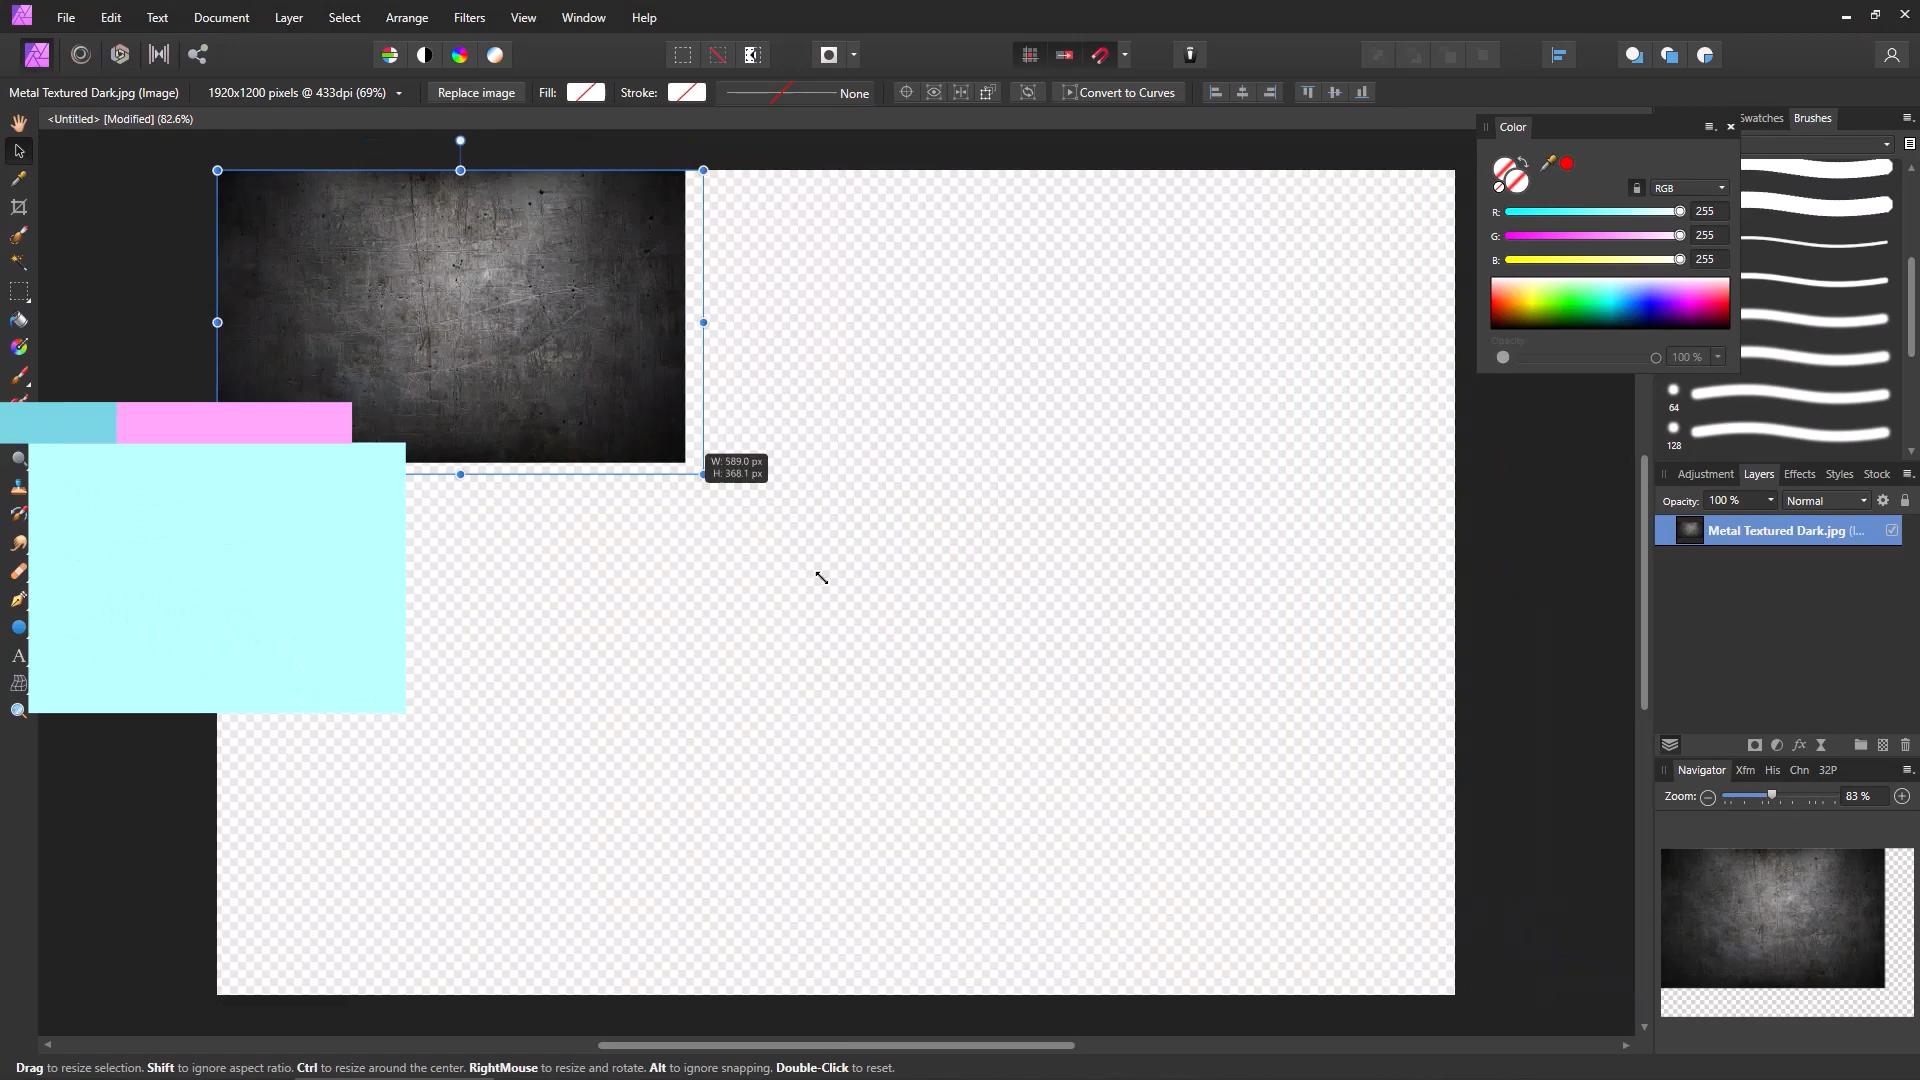 File Edit Text Document Layer Select Arrange Filters View Window Help
Metal Textured Dark.jpg (Image) 1920x1200 pixels @ 433dpi (69%) Replace image Fill: Stroke: None Convert to Curves
<Untitled> [Modified] (82.6%)
Swatches Brushes
Color
RGB
R: 255
G: 255
B: 255
Opacity
100 %
64
128
W: 589.0 px
H: 368.1 px
Adjustment Layers Effects Styles Stock
Opacity: 100 % Normal
Metal Textured Dark.jpg (I...
Navigator Xfm His Chn 32P
Zoom: 83 %
Drag to resize selection. Shift to ignore aspect ratio. Ctrl to resize around the center. RightMouse to resize and rotate. Alt to ignore snapping. Double-Click to reset.